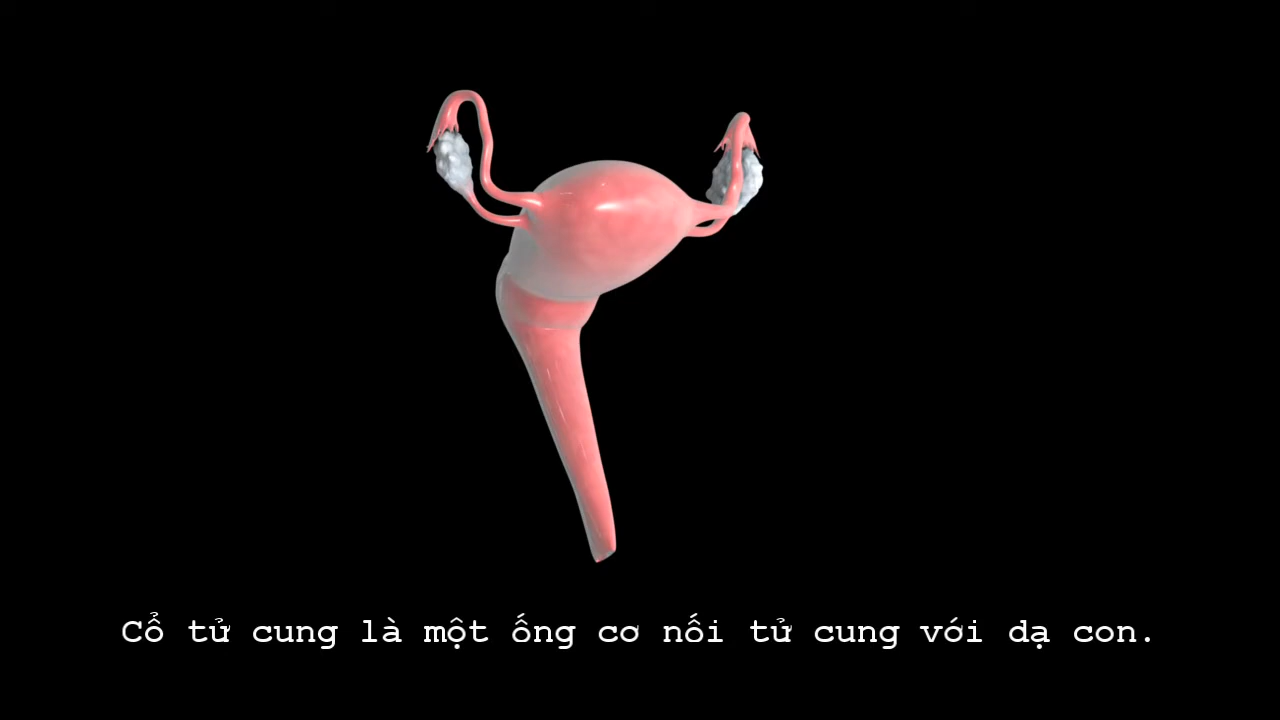 Cổ tử cung là một ống cơ nối tử cung với dạ con.